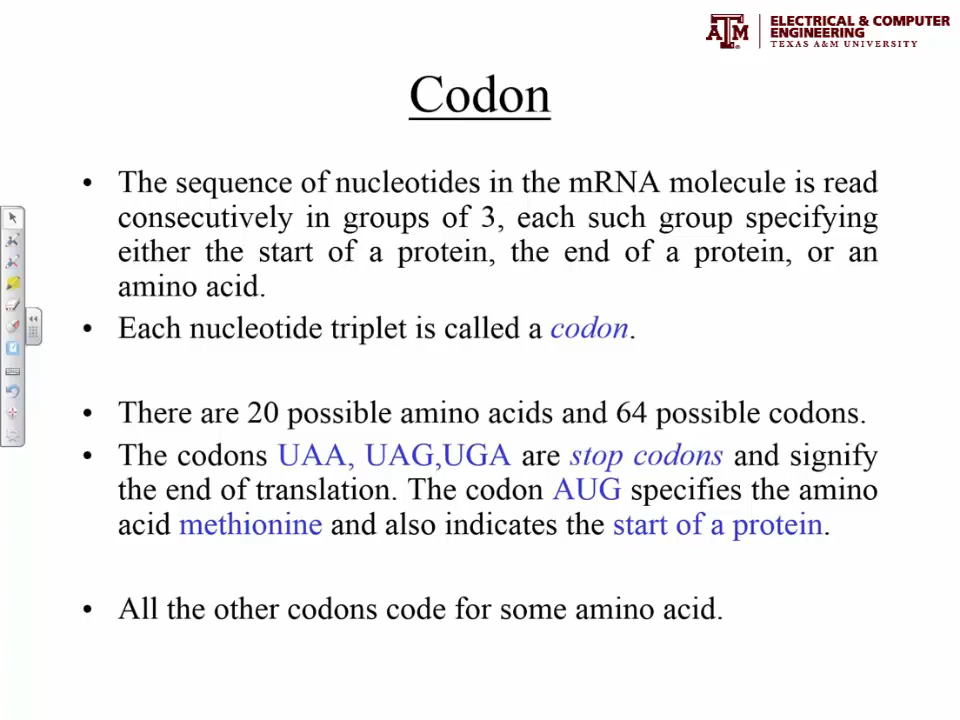 ELECTRICAL & COMPUTER
ENGINEERING
TEXAS A&M UNIVERSITY
Codon
• The sequence of nucleotides in the mRNA molecule is read
consecutively in groups of 3, each such group specifying
either the start of a protein, the end of a protein, or an
amino acid.
• Each nucleotide triplet is called a codon.
• There are 20 possible amino acids and 64 possible codons.
• The codons UAA, UAG,UGA are stop codons and signify
the end of translation. The codon AUG specifies the amino
acid methionine and also indicates the start of a protein.
• All the other codons code for some amino acid.